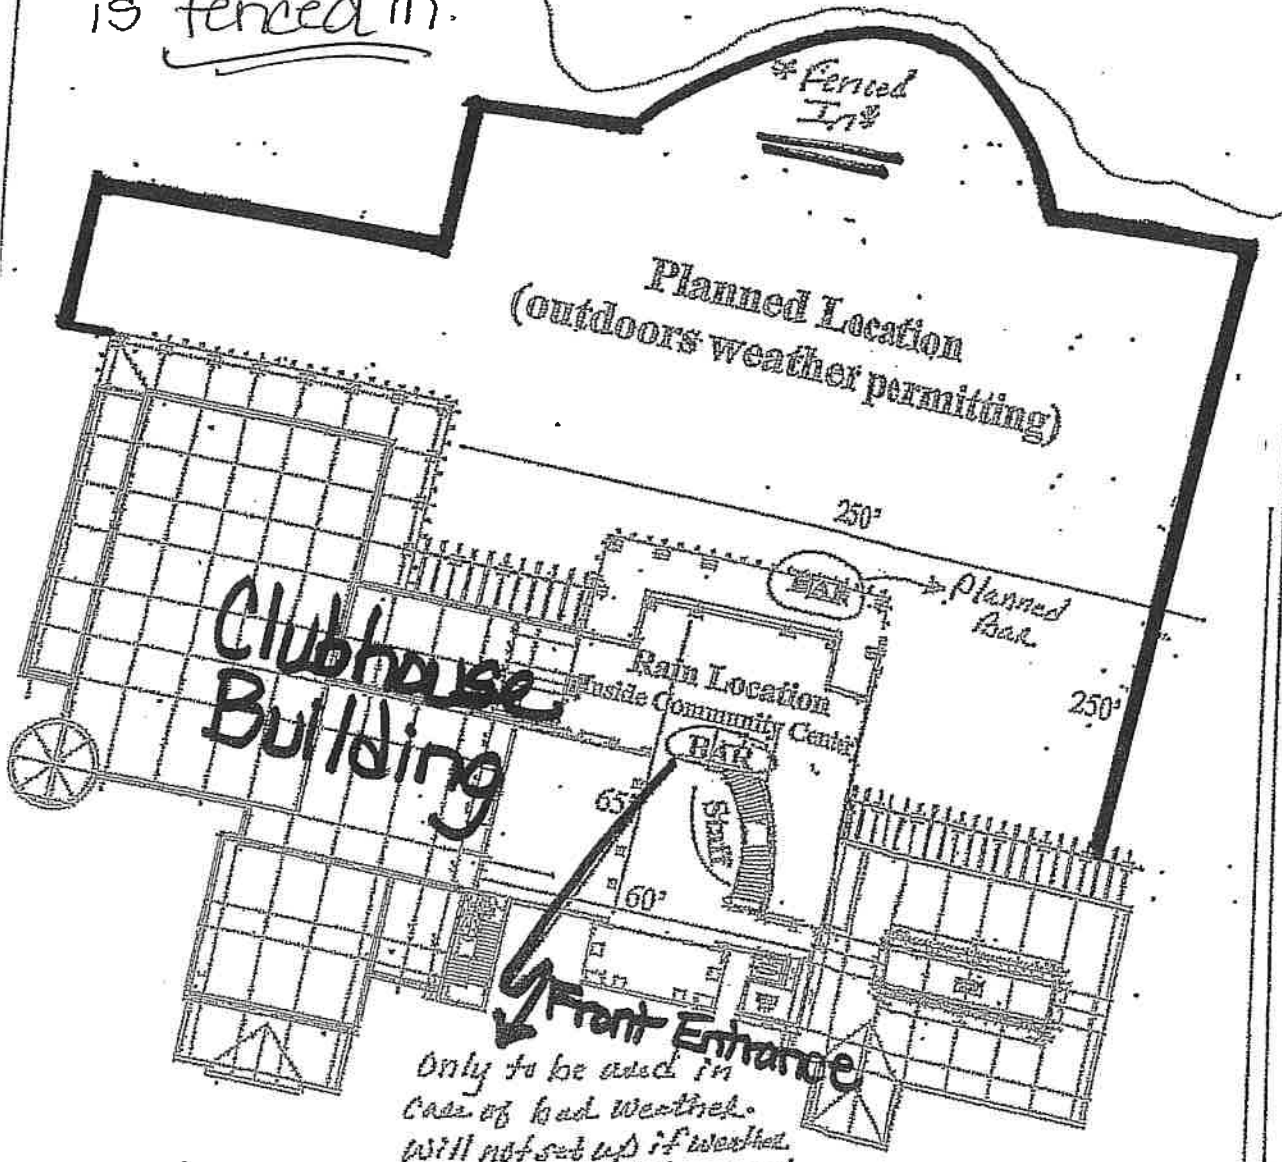 is fenced in.
*Fenced
In*
Planned Location
(outdoors weather permitting)
250'
BAR
Planned
Bar
Rain Location
Inside Community Center
250'
Clubhouse
Building
BAR
Staff
65'
60'
Front Entrance
Only to be used in
Case of bad weather.
Will not set up if weather